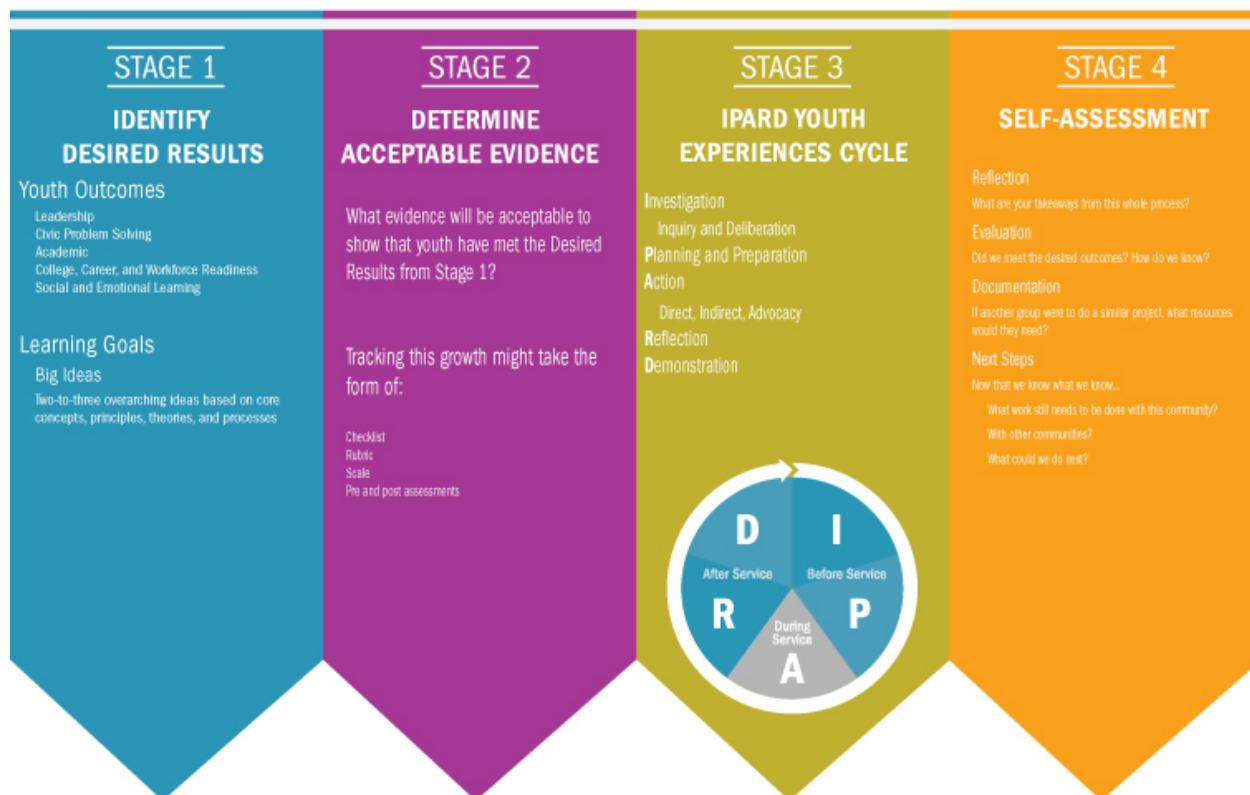 STAGE 1
IDENTIFY
DESIRED RESULTS
Youth Outcomes
Leadership
Civic Problem Solving
Academic
College, Career, and Workforce Readiness
Social and Emotional Learning
Learning Goals
Big Ideas
Two-to-three overarching ideas based on core
concepts, principles, theories, and processes
STAGE 2
DETERMINE
ACCEPTABLE EVIDENCE
What evidence will be acceptable to
show that youth have met the Desired
Results from Stage 1?
Tracking this growth might take the
form of:
Checklist
Rubric
Scale
Pre and post assessments
STAGE 3
IPARD YOUTH
EXPERIENCES CYCLE
Investigation
Inquiry and Deliberation
Planning and Preparation
Action
Direct, Indirect, Advocacy
Reflection
Demonstration
D
I
After Service
Before Service
R
P
During
Service
A
STAGE 4
SELF-ASSESSMENT
Reflection
What are your takeaways from this whole process?
Evaluation
Did we meet the desired outcomes? How do we know?
Documentation
If another group were to do a similar project, what resources
would they need?
Next Steps
Now that we know what we know...
What work still needs to be done with this community?
With other communities?
What could we do next?